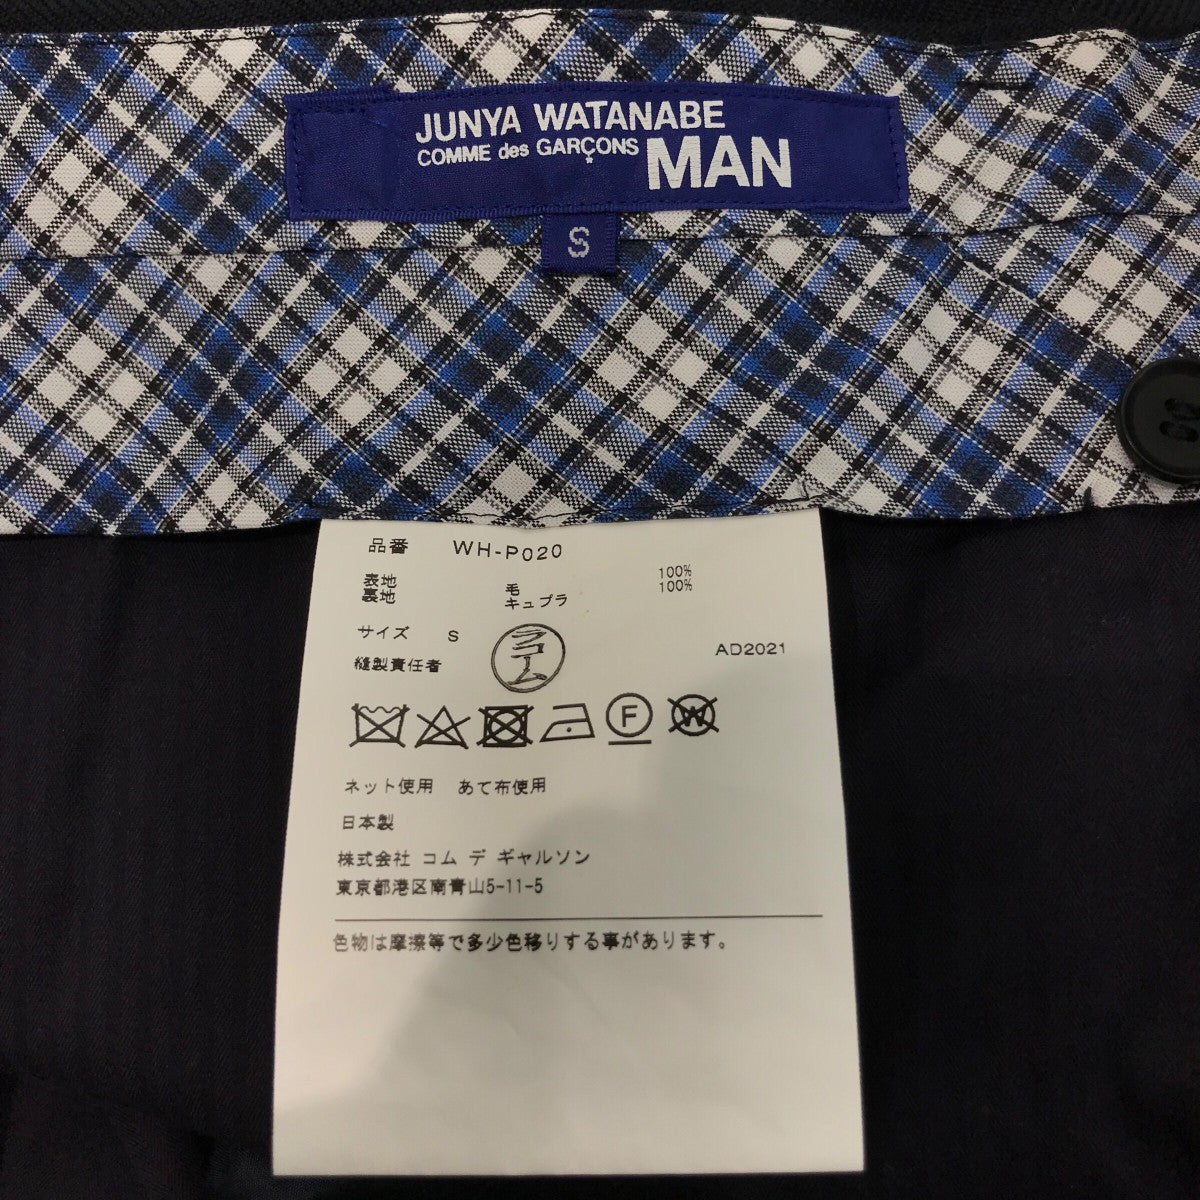 JUNYA WATANABE
COMME des GARÇONS MAN
S
品番 WH-P020
表地 毛 100%
裏地 キュプラ 100%
サイズ S
縫製責任者 コム AD2021
F W
ネット使用 あて布使用
日本製
株式会社 コム デ ギャルソン
東京都港区南青山5-11-5
色物は摩擦等で多少色移りする事があります。